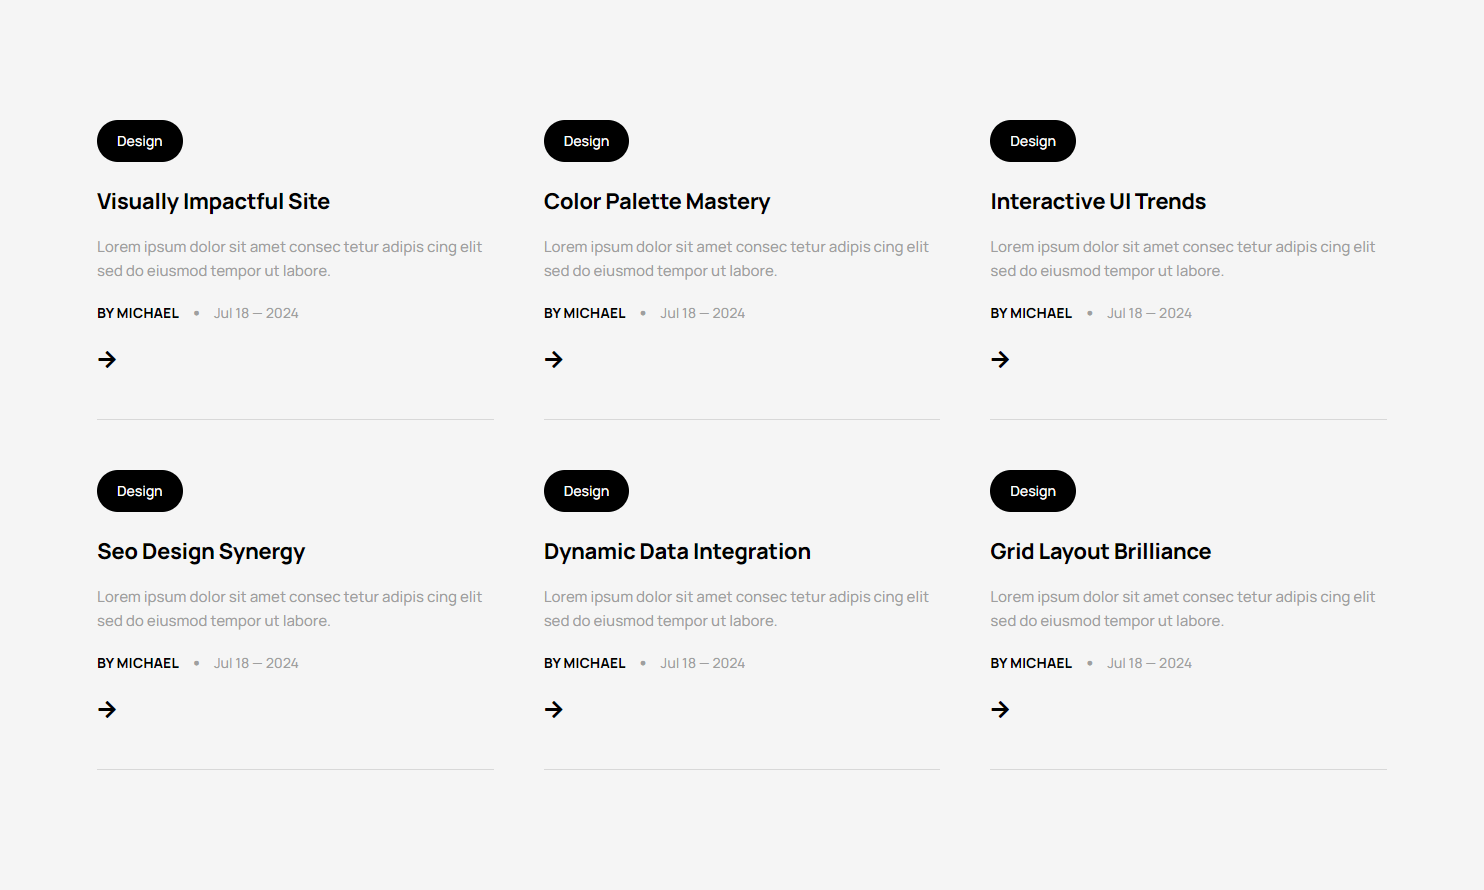 Design
Visually Impactful Site
Lorem ipsum dolor sit amet consec tetur adipis cing elit
sed do eiusmod tempor ut labore.
BY MICHAEL • Jul 18 — 2024
Design
Color Palette Mastery
Lorem ipsum dolor sit amet consec tetur adipis cing elit
sed do eiusmod tempor ut labore.
BY MICHAEL • Jul 18 — 2024
Design
Interactive UI Trends
Lorem ipsum dolor sit amet consec tetur adipis cing elit
sed do eiusmod tempor ut labore.
BY MICHAEL • Jul 18 — 2024
Design
Seo Design Synergy
Lorem ipsum dolor sit amet consec tetur adipis cing elit
sed do eiusmod tempor ut labore.
BY MICHAEL • Jul 18 — 2024
Design
Dynamic Data Integration
Lorem ipsum dolor sit amet consec tetur adipis cing elit
sed do eiusmod tempor ut labore.
BY MICHAEL • Jul 18 — 2024
Design
Grid Layout Brilliance
Lorem ipsum dolor sit amet consec tetur adipis cing elit
sed do eiusmod tempor ut labore.
BY MICHAEL • Jul 18 — 2024